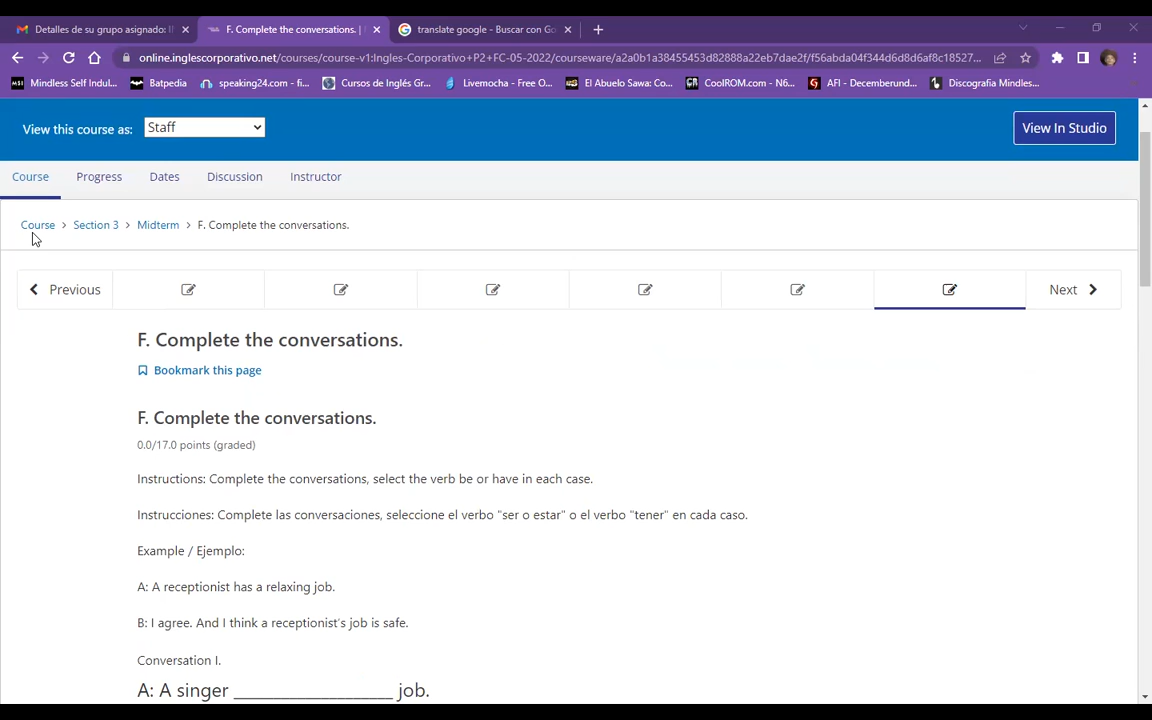 Detalles de su grupo asignado: I
F. Complete the conversations. |
translate google - Buscar con Go
online.inglescorporativo.net/courses/course-v1:Ingles-Corporativo+P2+FC-05-2022/courseware/a2a0b1a38455453d82888a22eb7dae2f/f56abda04f344d6d8d6af8c18527...
Mindless Self Indul...
Batpedia
speaking24.com - fi...
Cursos de Inglés Gr...
Livemocha - Free O...
El Abuelo Sawa: Co...
CoolROM.com - N6...
AFI - Decemberund...
Discografia Mindles...
View this course as:
Staff
View In Studio
Course
Progress
Dates
Discussion
Instructor
Course > Section 3 > Midterm > F. Complete the conversations.
Previous
Next
F. Complete the conversations.
Bookmark this page
F. Complete the conversations.
0.0/17.0 points (graded)
Instructions: Complete the conversations, select the verb be or have in each case.
Instrucciones: Complete las conversaciones, seleccione el verbo "ser o estar" o el verbo "tener" en cada caso.
Example / Ejemplo:
A: A receptionist has a relaxing job.
B: I agree. And I think a receptionist's job is safe.
Conversation I.
A: A singer __________________ job.